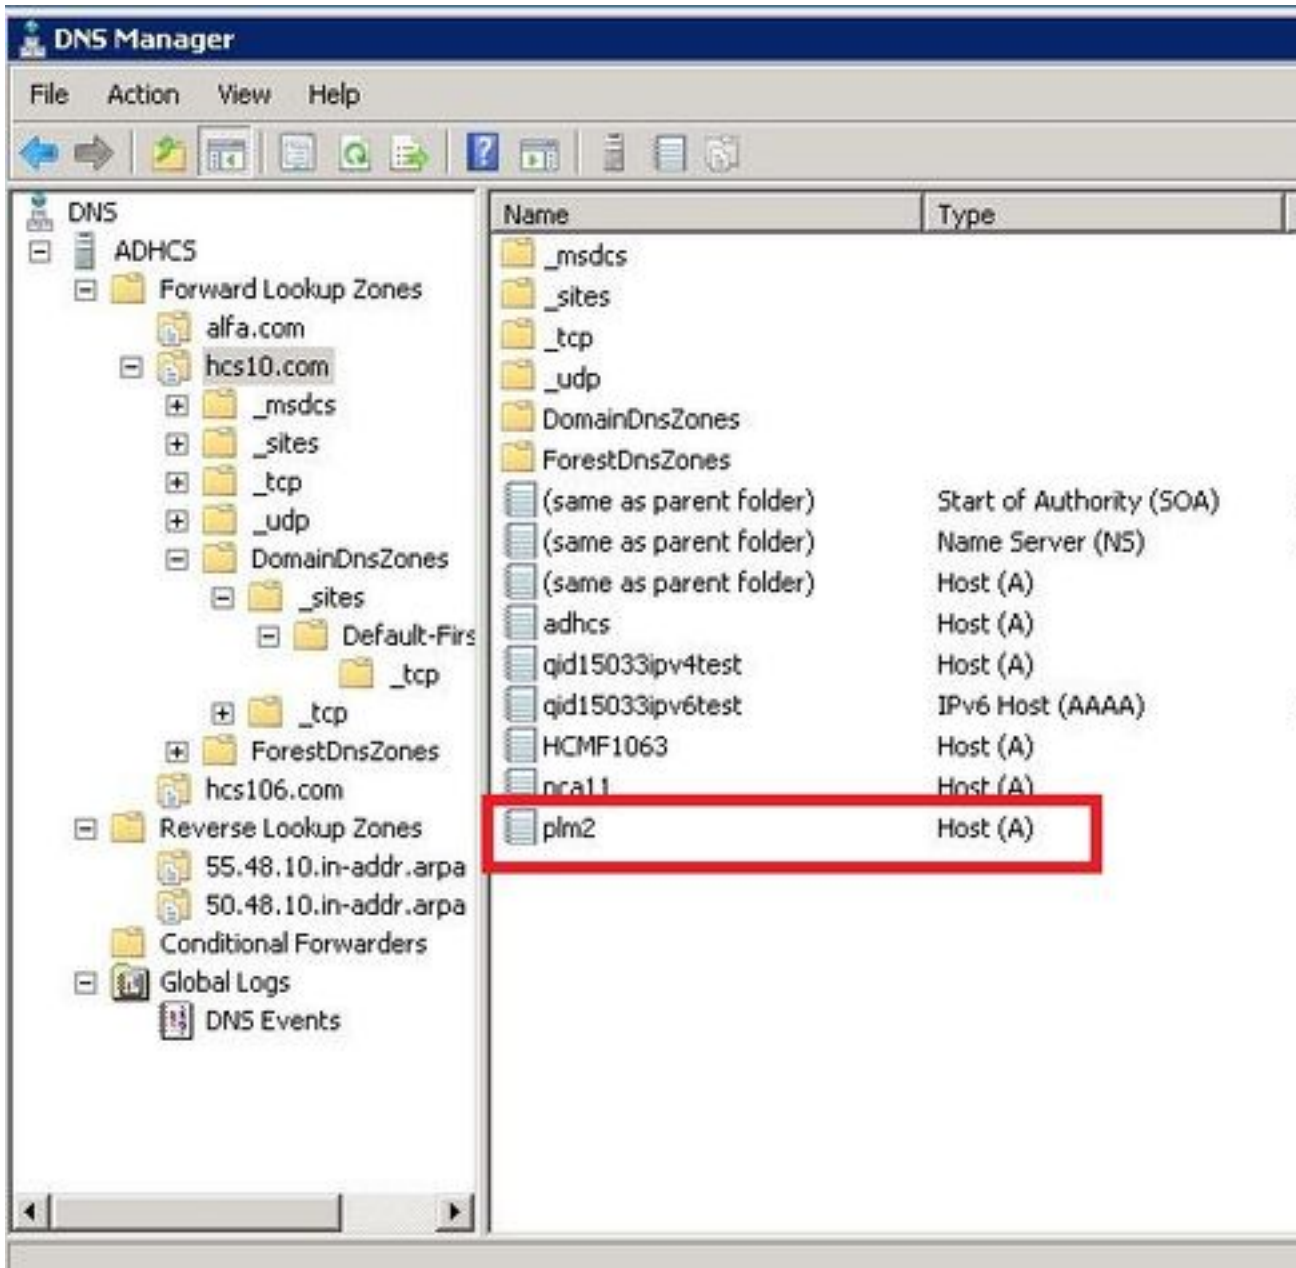 DNS Manager
File Action View Help
DNS
ADHCS
Forward Lookup Zones
alfa.com
hcs10.com
_msdcs
_sites
_tcp
_udp
DomainDnsZones
_sites
Default-Firs
_tcp
_tcp
ForestDnsZones
hcs106.com
Reverse Lookup Zones
55.48.10.in-addr.arpa
50.48.10.in-addr.arpa
Conditional Forwarders
Global Logs
DNS Events
Name Type
_msdcs
_sites
_tcp
_udp
DomainDnsZones
ForestDnsZones
(same as parent folder) Start of Authority (SOA)
(same as parent folder) Name Server (NS)
(same as parent folder) Host (A)
adhcs Host (A)
qid15033ipv4test Host (A)
qid15033ipv6test IPv6 Host (AAAA)
HCMF1063 Host (A)
Host (A)
plm2 Host (A)